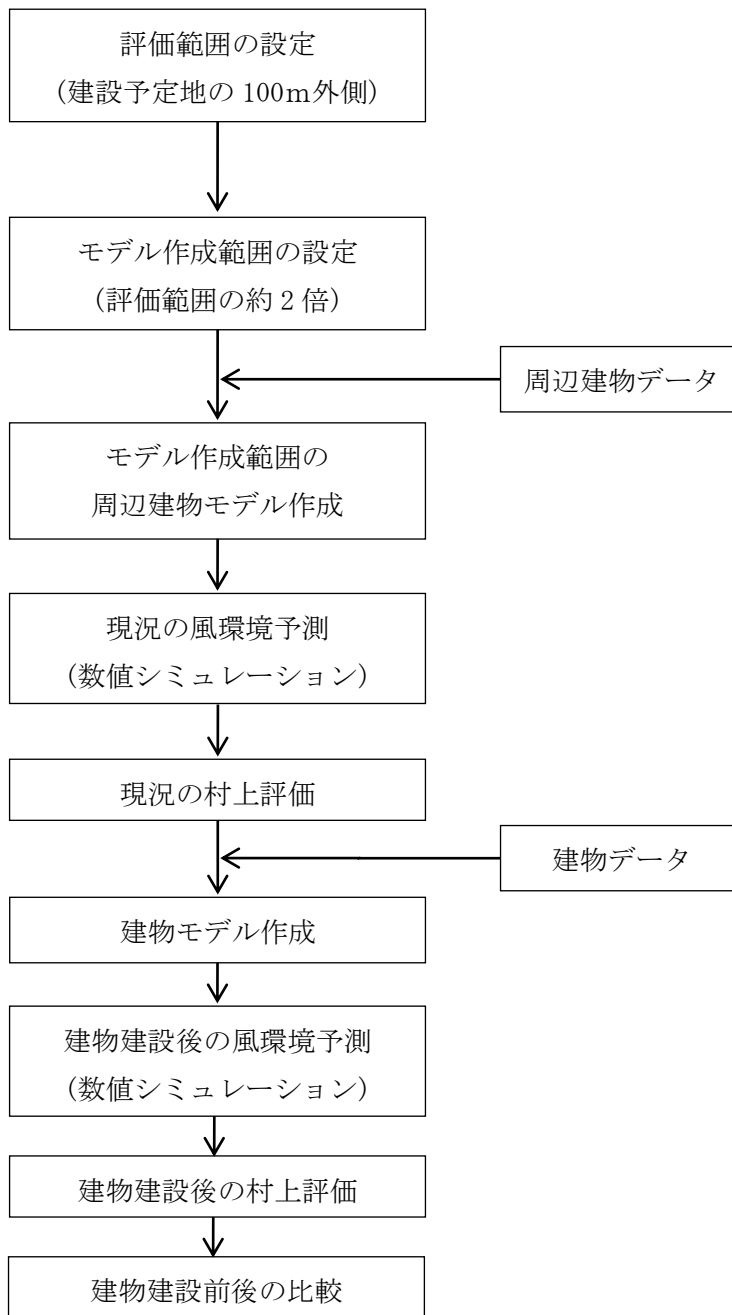 評価範囲の設定
(建設予定地の 100m外側)
モデル作成範囲の設定
(評価範囲の約 2 倍)
周辺建物データ
モデル作成範囲の
周辺建物モデル作成
現況の風環境予測
(数値シミュレーション)
現況の村上評価
建物データ
建物モデル作成
建物建設後の風環境予測
(数値シミュレーション)
建物建設後の村上評価
建物建設前後の比較